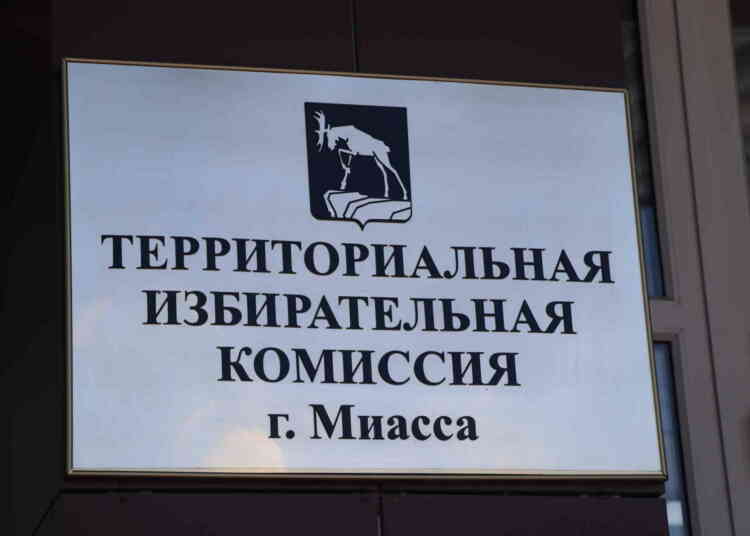 ТЕРРИТОРИАЛЬНАЯ
ИЗБИРАТЕЛЬНАЯ
КОМИССИЯ
г. Миасса